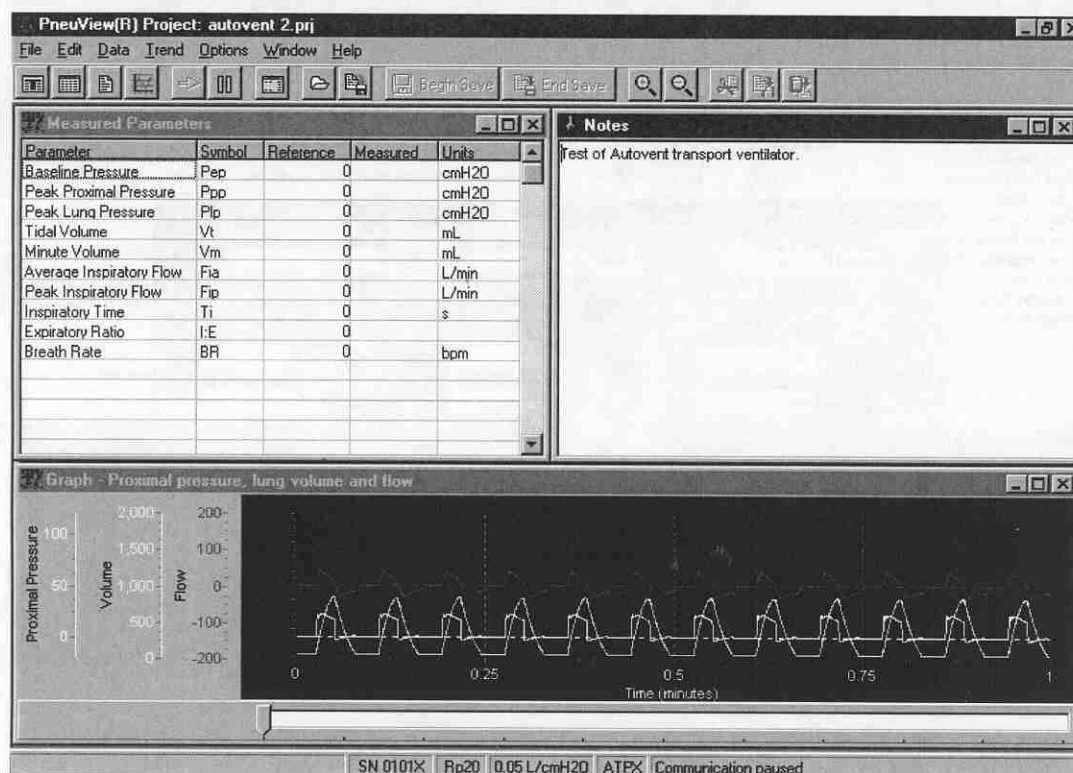 PneuView(R) Project: autovent 2.prj
File Edit Data Trend Options Window Help
Begin Save End Save
Measured Parameters
Parameter Symbol Reference Measured Units
Baseline Pressure Pep 0 cmH2O
Peak Proximal Pressure Ppp 0 cmH2O
Peak Lung Pressure Plp 0 cmH2O
Tidal Volume Vt 0 mL
Minute Volume Vm 0 mL
Average Inspiratory Flow Fia 0 L/min
Peak Inspiratory Flow Fip 0 L/min
Inspiratory Time Ti 0 s
Expiratory Ratio I:E 0
Breath Rate BR 0 bpm
Notes
Test of Autovent transport ventilator.
Graph - Proximal pressure, lung volume and flow
Proximal Pressure
100
50
0
Volume
2,000
1,500
1,000
500
0
Flow
200
100
0
-100
-200
0 0.25 0.5 0.75 1
Time (minutes)
SN 0101X Rp20 0.05 L/cmH2O ATPX Communication paused